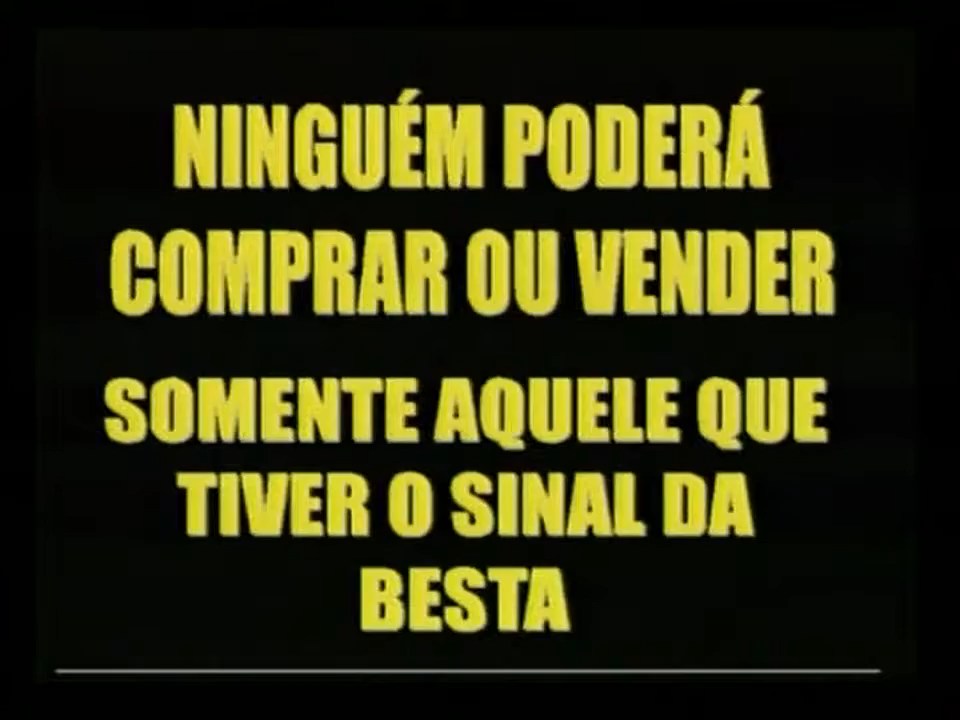 NINGUÉM PODERÁ
COMPRAR OU VENDER
SOMENTE AQUELE QUE
TIVER O SINAL DA
BESTA